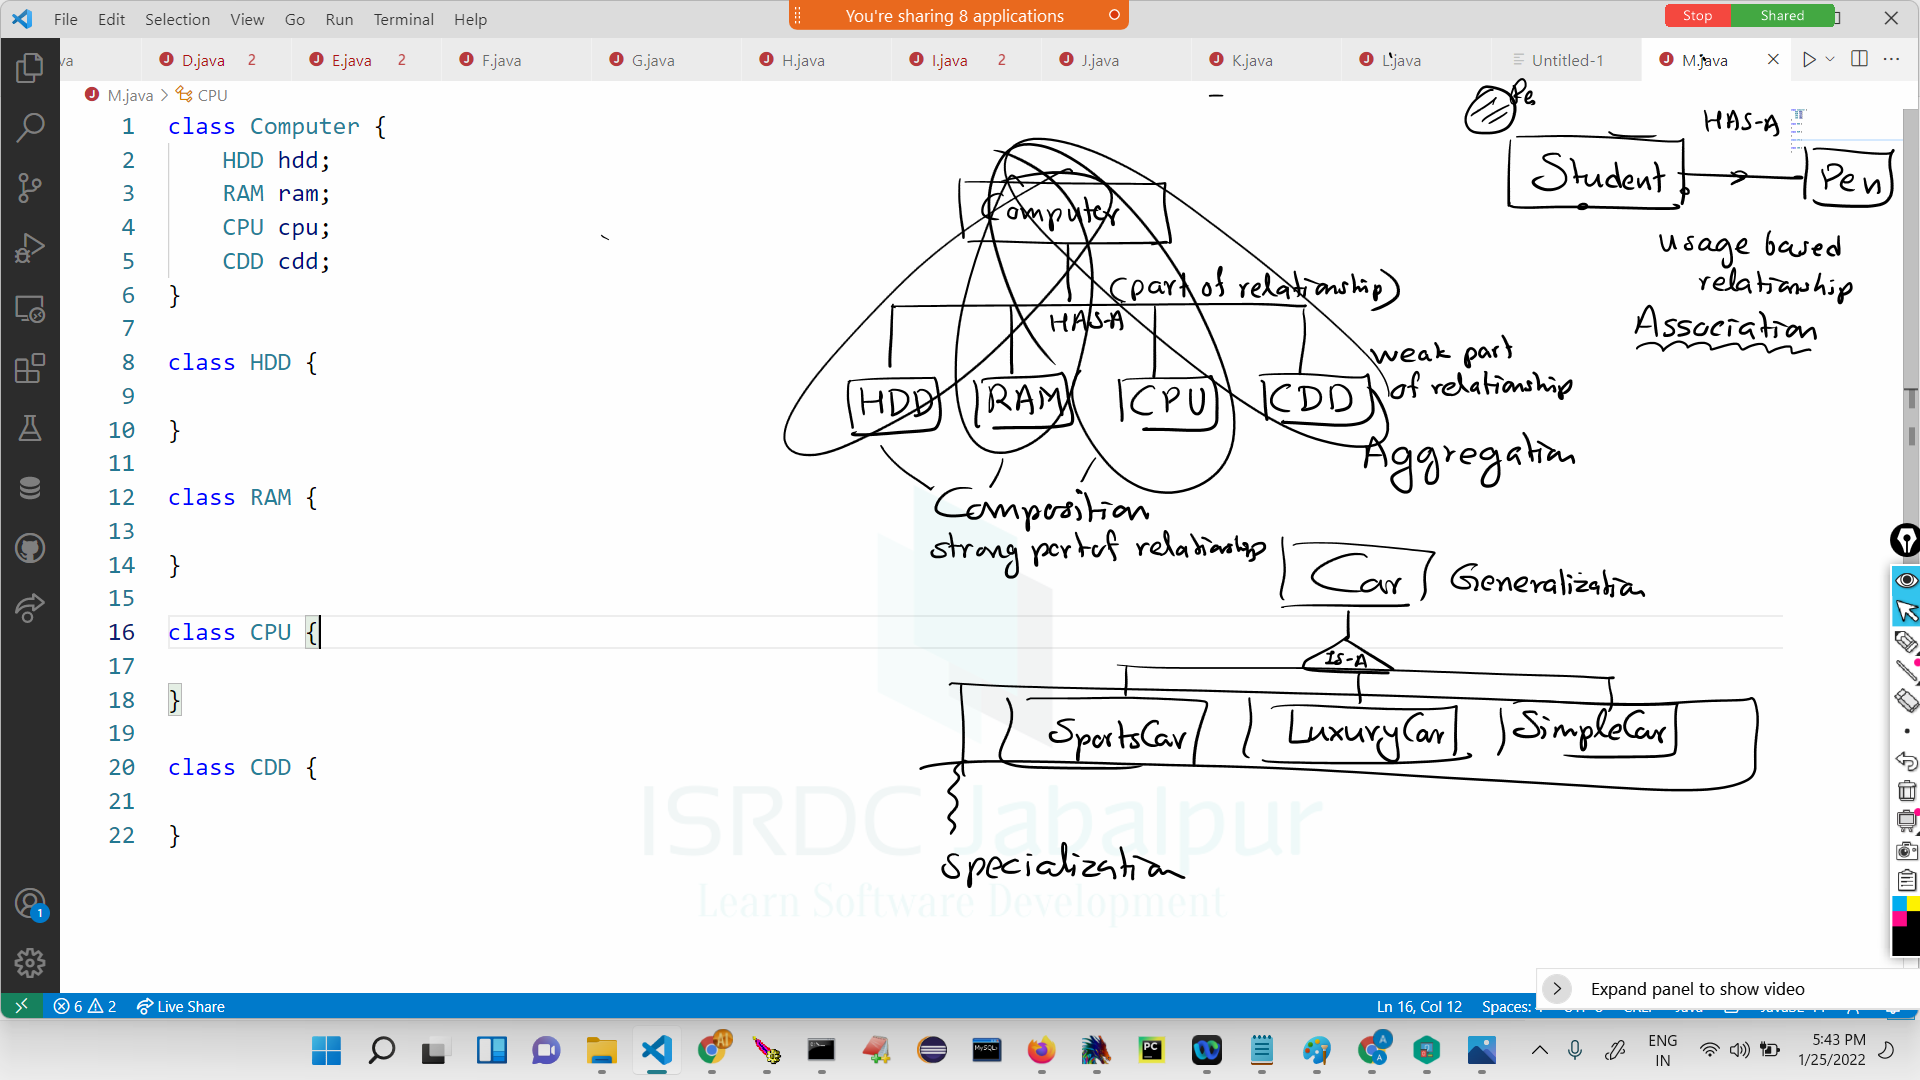 File Edit Selection View Go Run Terminal Help
You're sharing 8 applications
Stop Shared
D.java 2 E.java 2 F.java G.java H.java I.java 2 J.java K.java L.java Untitled-1 M.java
M.java > CPU
1 class Computer {
2 HDD hdd;
3 RAM ram;
4 CPU cpu;
5 CDD cdd;
6 }
7
8 class HDD {
9
10 }
11
12 class RAM {
13
14 }
15
16 class CPU {
17
18 }
19
20 class CDD {
21
22 }
HAS-A
Student
Pen
usage based
relationship
Association
Computer
(part of relationship)
HAS-A
HDD RAM CPU CDD
weak part
of relationship
Aggregation
Composition
strong part of relationship
Car
Generalization
IS-A
SportsCar LuxuryCar SimpleCar
specialization
ISRDC Jabalpur
Learn Software Development
Expand panel to show video
6 2 Live Share
Ln 16, Col 12 Spaces:
1
ENG
IN
5:43 PM
1/25/2022